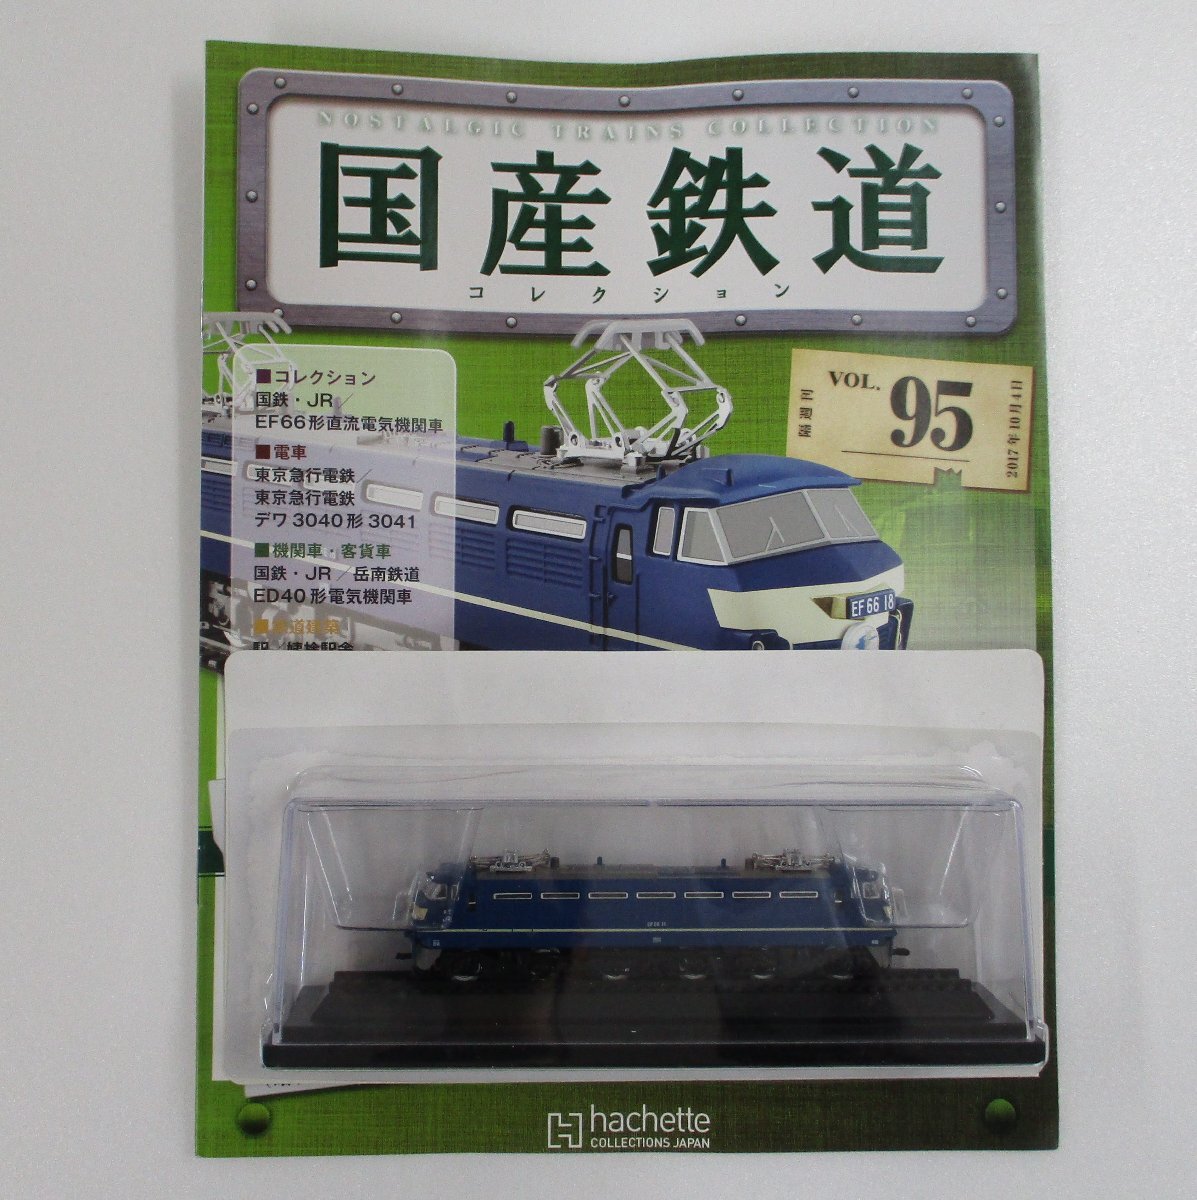 NOSTALGIC TRAINS COLLECTION
国産鉄道
コレクション
VOL. 95
2017年10月4日
■コレクション
国鉄・JR／
EF66形直流電気機関車
■電車
東京急行電鉄／
東京急行電鉄
デワ3040形3041
■機関車・客貨車
国鉄・JR／岳南鉄道
ED40形電気機関車
■鉄道建築
EF66 18
hachette
COLLECTIONS JAPAN